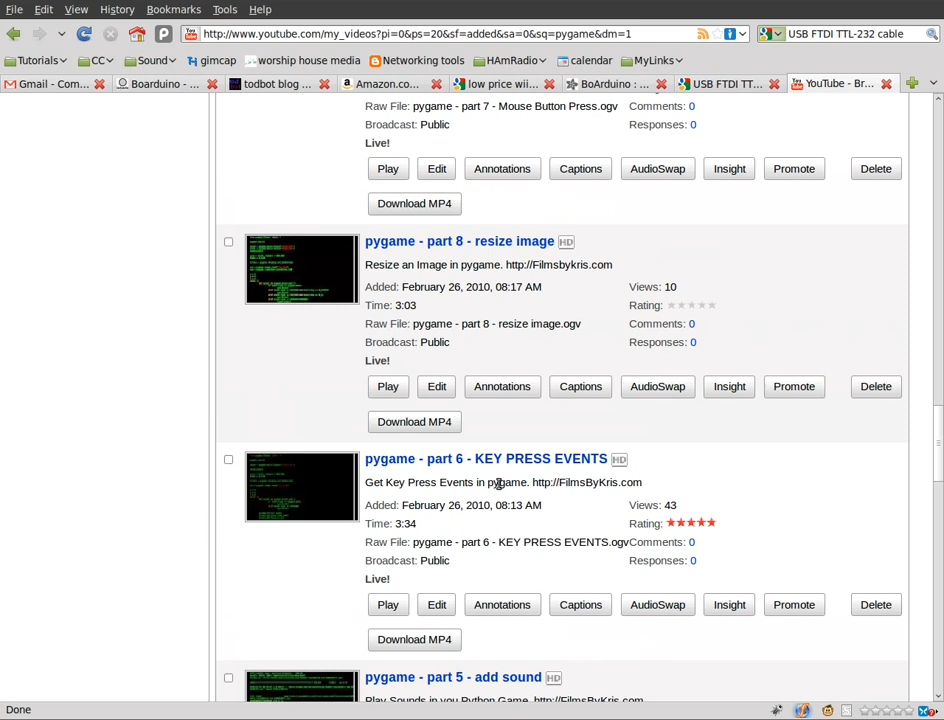 File Edit View History Bookmarks Tools Help
http://www.youtube.com/my_videos?pi=0&ps=20&sf=added&sa=0&sq=pygame&dm=1 USB FTDI TTL-232 cable
Tutorials CC Sound gimcap worship house media Networking tools HAmRadio calendar MyLinks
Gmail - Com... Boarduino - ... todbot blog ... Amazon.co... low price wii... BoArduino : ... USB FTDI TT... YouTube - Br...
Raw File: pygame - part 7 - Mouse Button Press.ogv Comments: 0
Broadcast: Public Responses: 0
Live!
Play Edit Annotations Captions AudioSwap Insight Promote Delete
Download MP4
pygame - part 8 - resize image HD
Resize an Image in pygame. http://Filmsbykris.com
Added: February 26, 2010, 08:17 AM Views: 10
Time: 3:03 Rating:
Raw File: pygame - part 8 - resize image.ogv Comments: 0
Broadcast: Public Responses: 0
Live!
Play Edit Annotations Captions AudioSwap Insight Promote Delete
Download MP4
pygame - part 6 - KEY PRESS EVENTS HD
Get Key Press Events in pygame. http://FilmsByKris.com
Added: February 26, 2010, 08:13 AM Views: 43
Time: 3:34 Rating:
Raw File: pygame - part 6 - KEY PRESS EVENTS.ogv Comments: 0
Broadcast: Public Responses: 0
Live!
Play Edit Annotations Captions AudioSwap Insight Promote Delete
Download MP4
pygame - part 5 - add sound HD
Play Sounds in you Python Game. http://FilmsByKris.com
Done